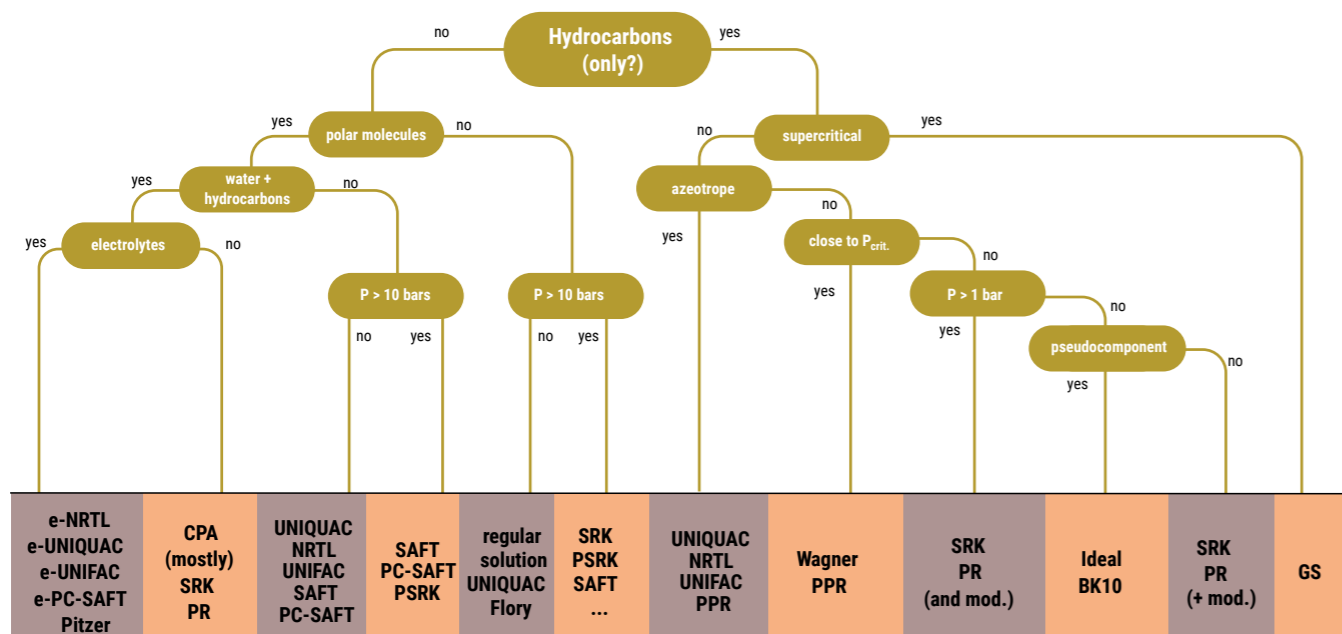 Hydrocarbons
(only?)
no
yes
polar molecules
supercritical
yes
no
no
yes
water +
hydrocarbons
azeotrope
yes
no
no
yes
electrolytes
close to Pcrit.
yes
no
no
yes
P > 10 bars
P > 10 bars
P > 1 bar
no
yes
no
yes
yes
no
pseudocomponent
yes
no
e-NRTL
e-UNIQUAC
e-UNIFAC
e-PC-SAFT
Pitzer
CPA
(mostly)
SRK
PR
UNIQUAC
NRTL
UNIFAC
SAFT
PC-SAFT
SAFT
PC-SAFT
PSRK
regular
solution
UNIQUAC
Flory
SRK
PSRK
SAFT
...
UNIQUAC
NRTL
UNIFAC
PPR
Wagner
PPR
SRK
PR
(and mod.)
Ideal
BK10
SRK
PR
(+ mod.)
GS